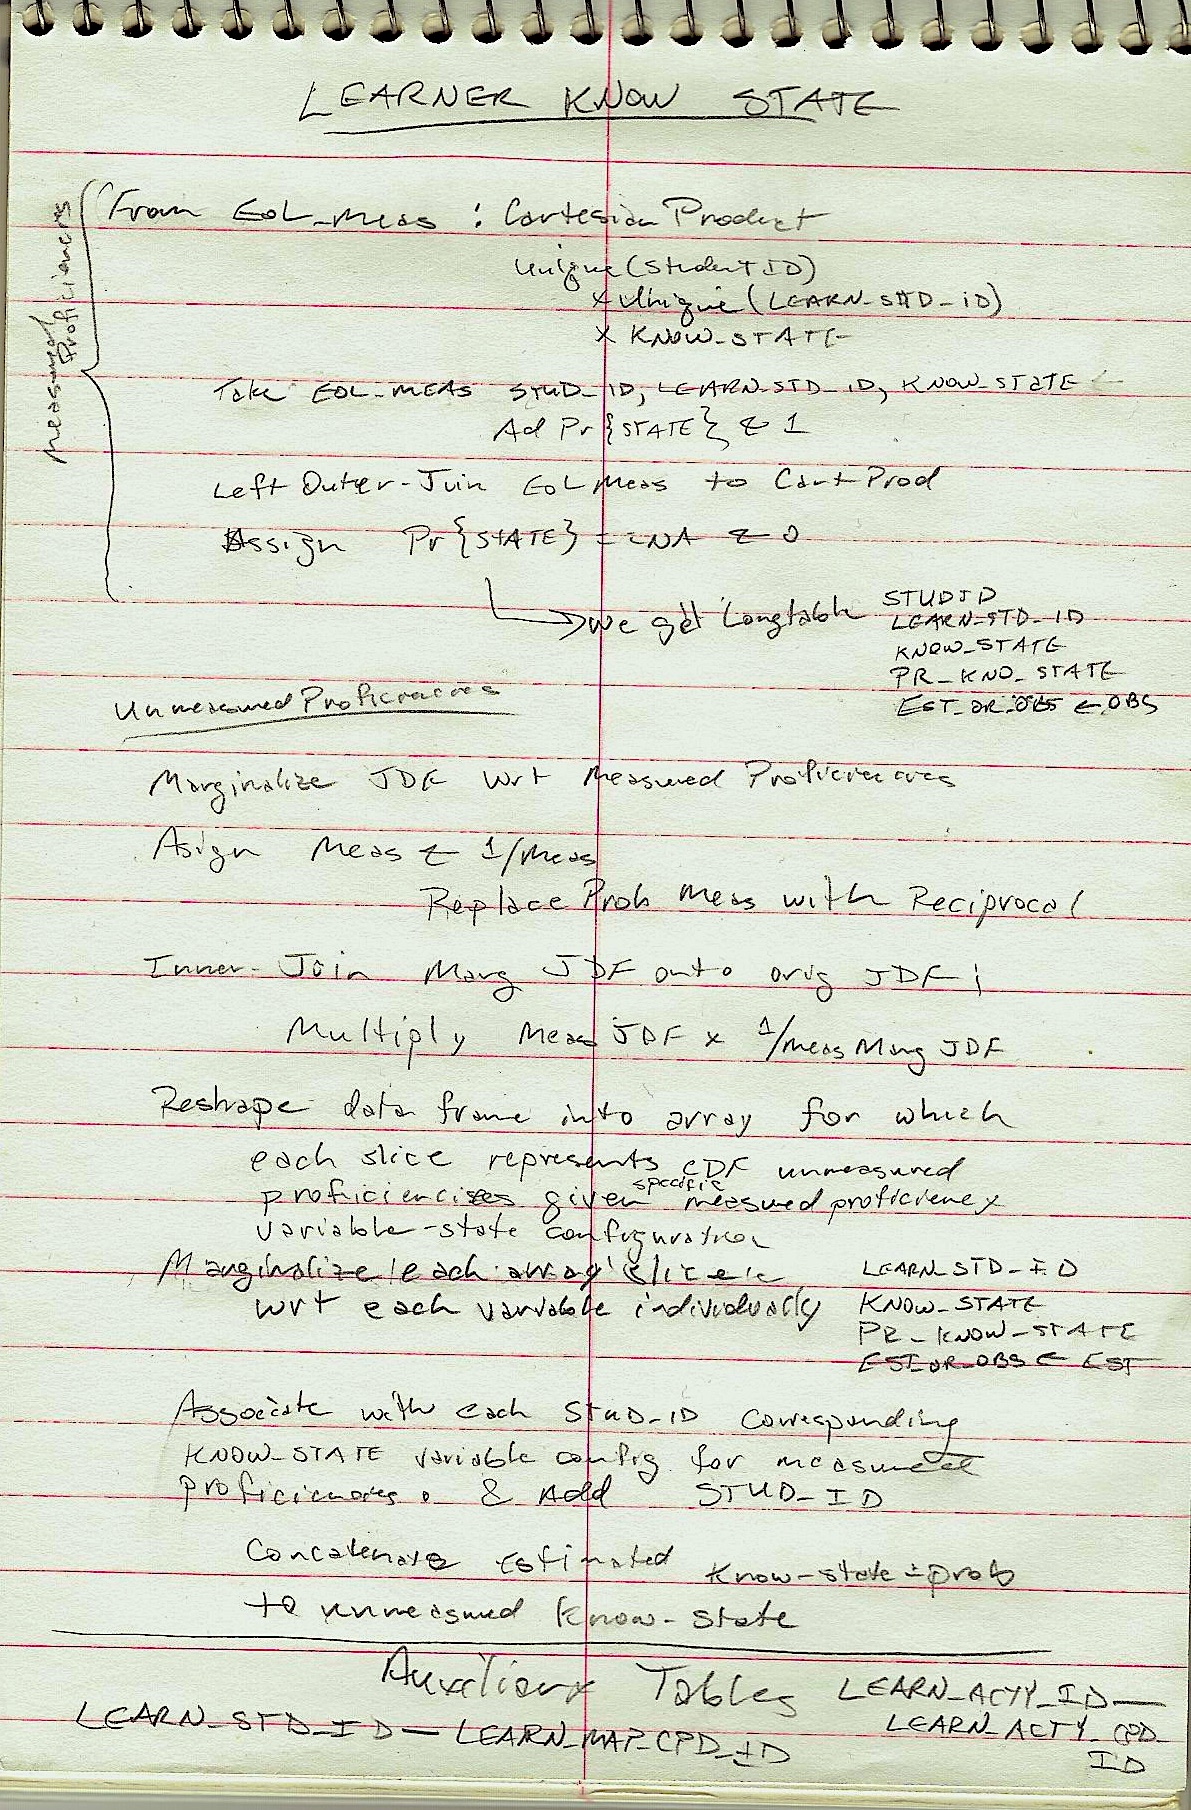 LEARNER KNOW STATE
Measured Proficiencies
From EoL_Meas : Cartesian Product
Unique (Student ID)
x Unique (LEARN_STD_iD)
x KNOW_STATE
Take EOL_MEAS STUD_ID, LEARN_STD_ID, KNOW_STATE
Ad Pr{STATE} ← 1
Left Outer-Join EoLMeas to CartProd
Assign Pr{STATE} = NA ← 0
→ we get Longtable
STUDID
LEARN_STD_ID
KNOW_STATE
PR_KNO_STATE
EST_OR_OBS ← OBS
Unmeasured Proficiencies
Marginalize JDF wrt Measured Proficiencies
Asign Meas ← 1/Meas
Replace Prob Meas with Reciprocal
Inner-Join Marg JDF onto orig JDF;
Multiply Meas JDF x 1/Meas Marg JDF
Reshape data frame into array for which
each slice represents CDF unmeasured
proficiencies given specific measured proficiency
variable-state configuration
Marginalize each array slice
wrt each variable individually
LEARN_STD_ID
KNOW_STATE
PR_KNOW_STATE
EST_OR_OBS ← EST
Associate with each STUD_ID corresponding
KNOW_STATE variable config for measured
proficiencies & Add STUD_ID
Concatenate Estimated Know-state prob
to unmeasured Know-state
Auxiliary Tables
LEARN_ACTY_ID —
LEARN_ACTY_CPD_
ID
LEARN_STD_ID — LEARN_MAP_CPD_ID